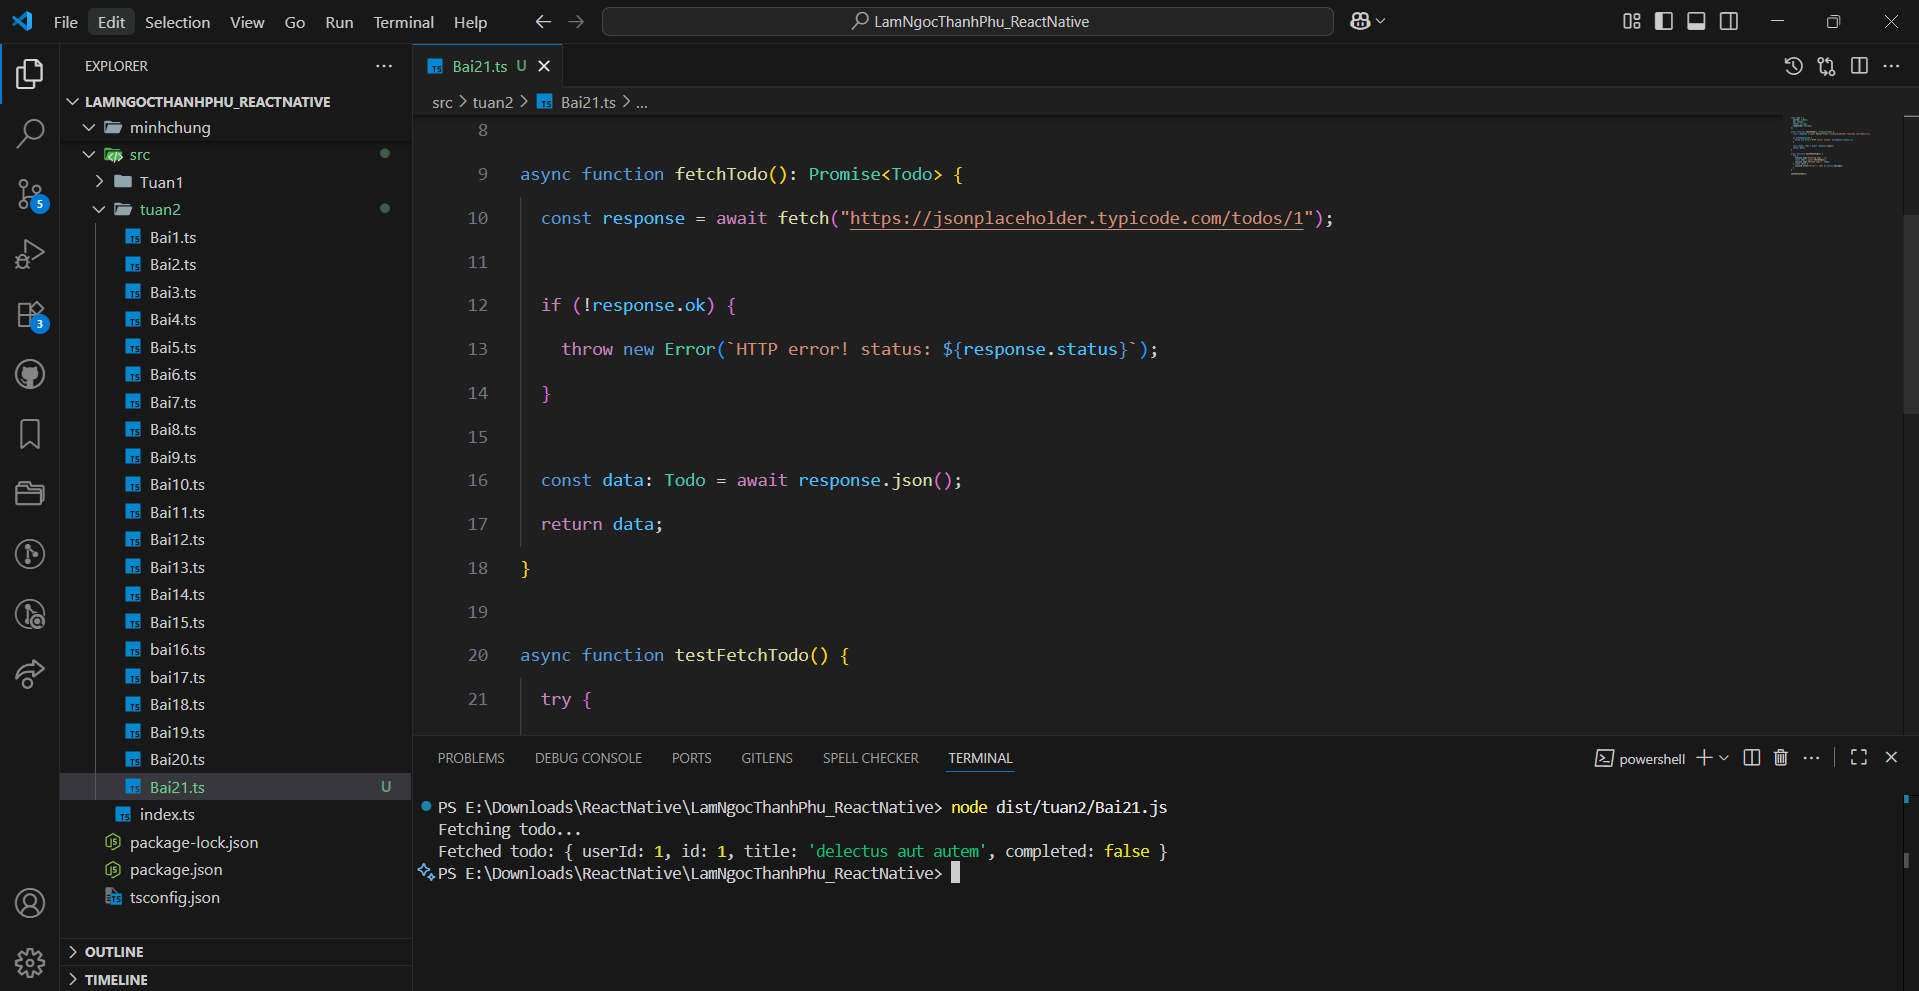 File Edit Selection View Go Run Terminal Help
LamNgocThanhPhu_ReactNative
EXPLORER
LAMNGOCTHANHPHU_REACTNATIVE
minhchung
src
Tuan1
tuan2
Bai1.ts
Bai2.ts
Bai3.ts
Bai4.ts
Bai5.ts
Bai6.ts
Bai7.ts
Bai8.ts
Bai9.ts
Bai10.ts
Bai11.ts
Bai12.ts
Bai13.ts
Bai14.ts
Bai15.ts
bai16.ts
bai17.ts
Bai18.ts
Bai19.ts
Bai20.ts
Bai21.ts U
index.ts
package-lock.json
package.json
tsconfig.json
OUTLINE
TIMELINE
5
3
Bai21.ts U
src > tuan2 > Bai21.ts > ...
8
9 async function fetchTodo(): Promise<Todo> {
10 const response = await fetch("https://jsonplaceholder.typicode.com/todos/1");
11
12 if (!response.ok) {
13 throw new Error(`HTTP error! status: ${response.status}`);
14 }
15
16 const data: Todo = await response.json();
17 return data;
18 }
19
20 async function testFetchTodo() {
21 try {
PROBLEMS DEBUG CONSOLE PORTS GITLENS SPELL CHECKER TERMINAL
powershell
PS E:\Downloads\ReactNative\LamNgocThanhPhu_ReactNative> node dist/tuan2/Bai21.js
Fetching todo...
Fetched todo: { userId: 1, id: 1, title: 'delectus aut autem', completed: false }
PS E:\Downloads\ReactNative\LamNgocThanhPhu_ReactNative>